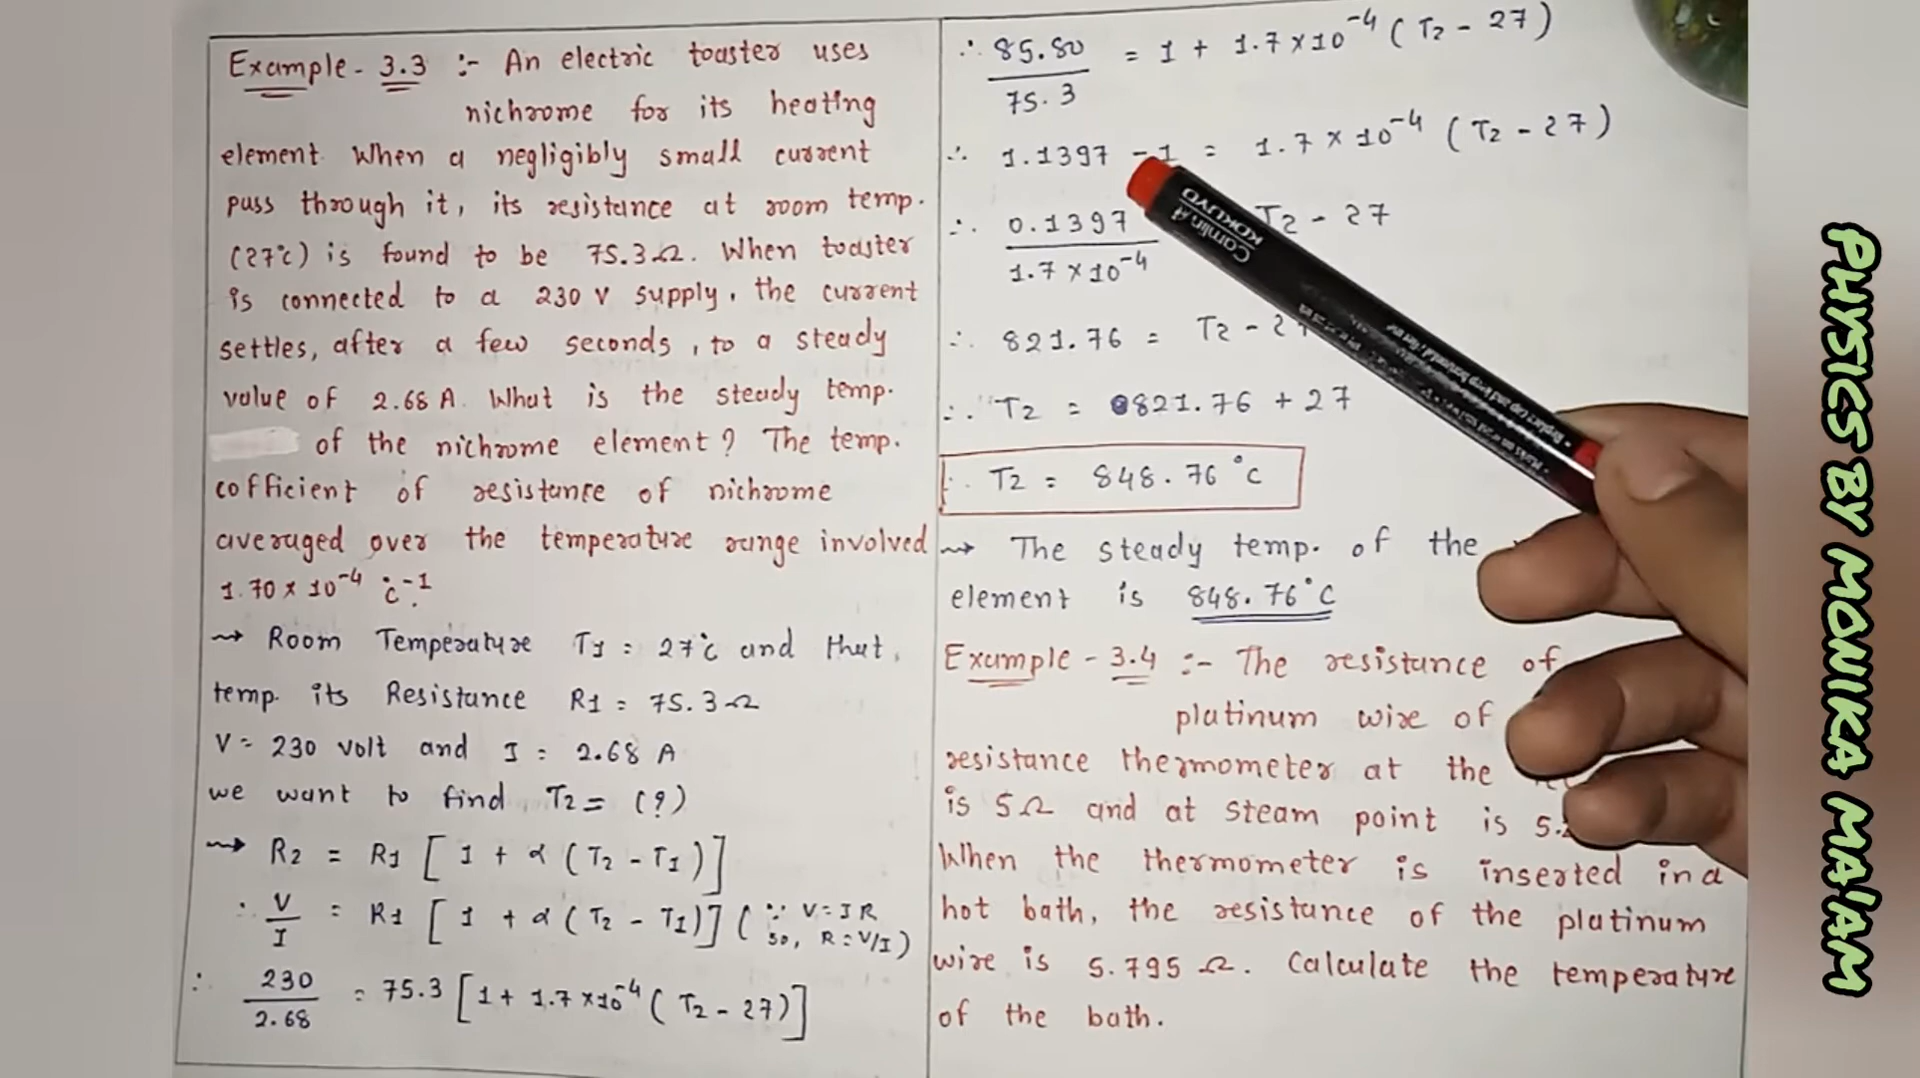 Example - 3.3 :- An electric toaster uses
nichrome for its heating
element When a negligibly small current
pass through it, its resistance at room temp.
(27°c) is found to be 75.3Ω. When toaster
is connected to a 230 V supply, the current
settles, after a few seconds, to a steady
value of 2.68 A. What is the steady temp.
of the nichrome element? The temp.
cofficient of resistance of nichrome
averaged over the temperature range involved
1.70 × 10⁻⁴ °c⁻¹.
⇝ Room Temperature T₁ = 27°c and that,
temp. its Resistance R1 = 75.3Ω
V = 230 volt and I = 2.68 A
we want to find T₂ = (?)
⇝ R₂ = R₁ [ 1 + α ( T₂ - T₁ ) ]
∴ V/I = R₁ [ 1 + α ( T₂ - T₁ ) ] ( ∵ V = IR so, R = V/I )
∴ 230/2.68 = 75.3 [ 1 + 1.7 × 10⁻⁴ ( T₂ - 27 ) ]
∴ 85.80/75.3 = 1 + 1.7 × 10⁻⁴ ( T₂ - 27 )
∴ 1.1397 - 1 = 1.7 × 10⁻⁴ ( T₂ - 27 )
∴ 0.1397/1.7 × 10⁻⁴ T₂ - 27
∴ 821.76 = T₂ - 2
∴ T₂ = 821.76 + 27
∴ T₂ = 848.76 °c
⇝ The steady temp. of the
element is 848.76°C
Example - 3.4 :- The resistance of
platinum wire of
resistance thermometer at the
is 5Ω and at steam point is 5.
When the thermometer is inserted in a
hot bath, the resistance of the platinum
wire is 5.795 Ω. Calculate the temperature
of the bath.
Camlin
KOKUYO
PHYSICS BY MONIKA MA'AM